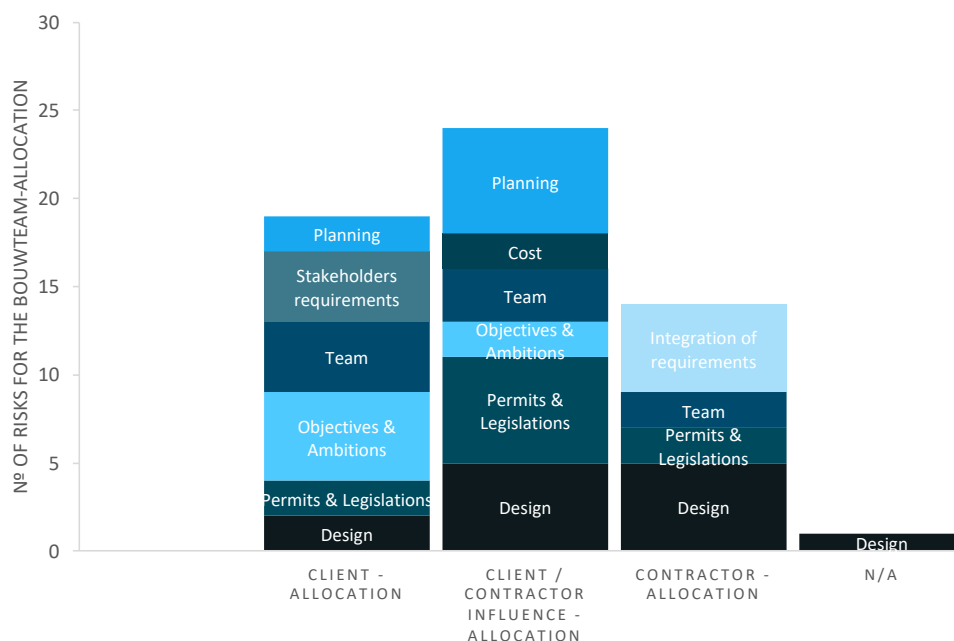 30
25
20
15
10
5
0
Nº OF RISKS FOR THE BOUWTEAM-ALLOCATION
Planning
Stakeholders
requirements
Team
Objectives &
Ambitions
Permits & Legislations
Design
Planning
Cost
Team
Objectives &
Ambitions
Permits &
Legislations
Design
Integration of
requirements
Team
Permits &
Legislations
Design
Design
CLIENT -
ALLOCATION
CLIENT /
CONTRACTOR
INFLUENCE -
ALLOCATION
CONTRACTOR -
ALLOCATION
N/A